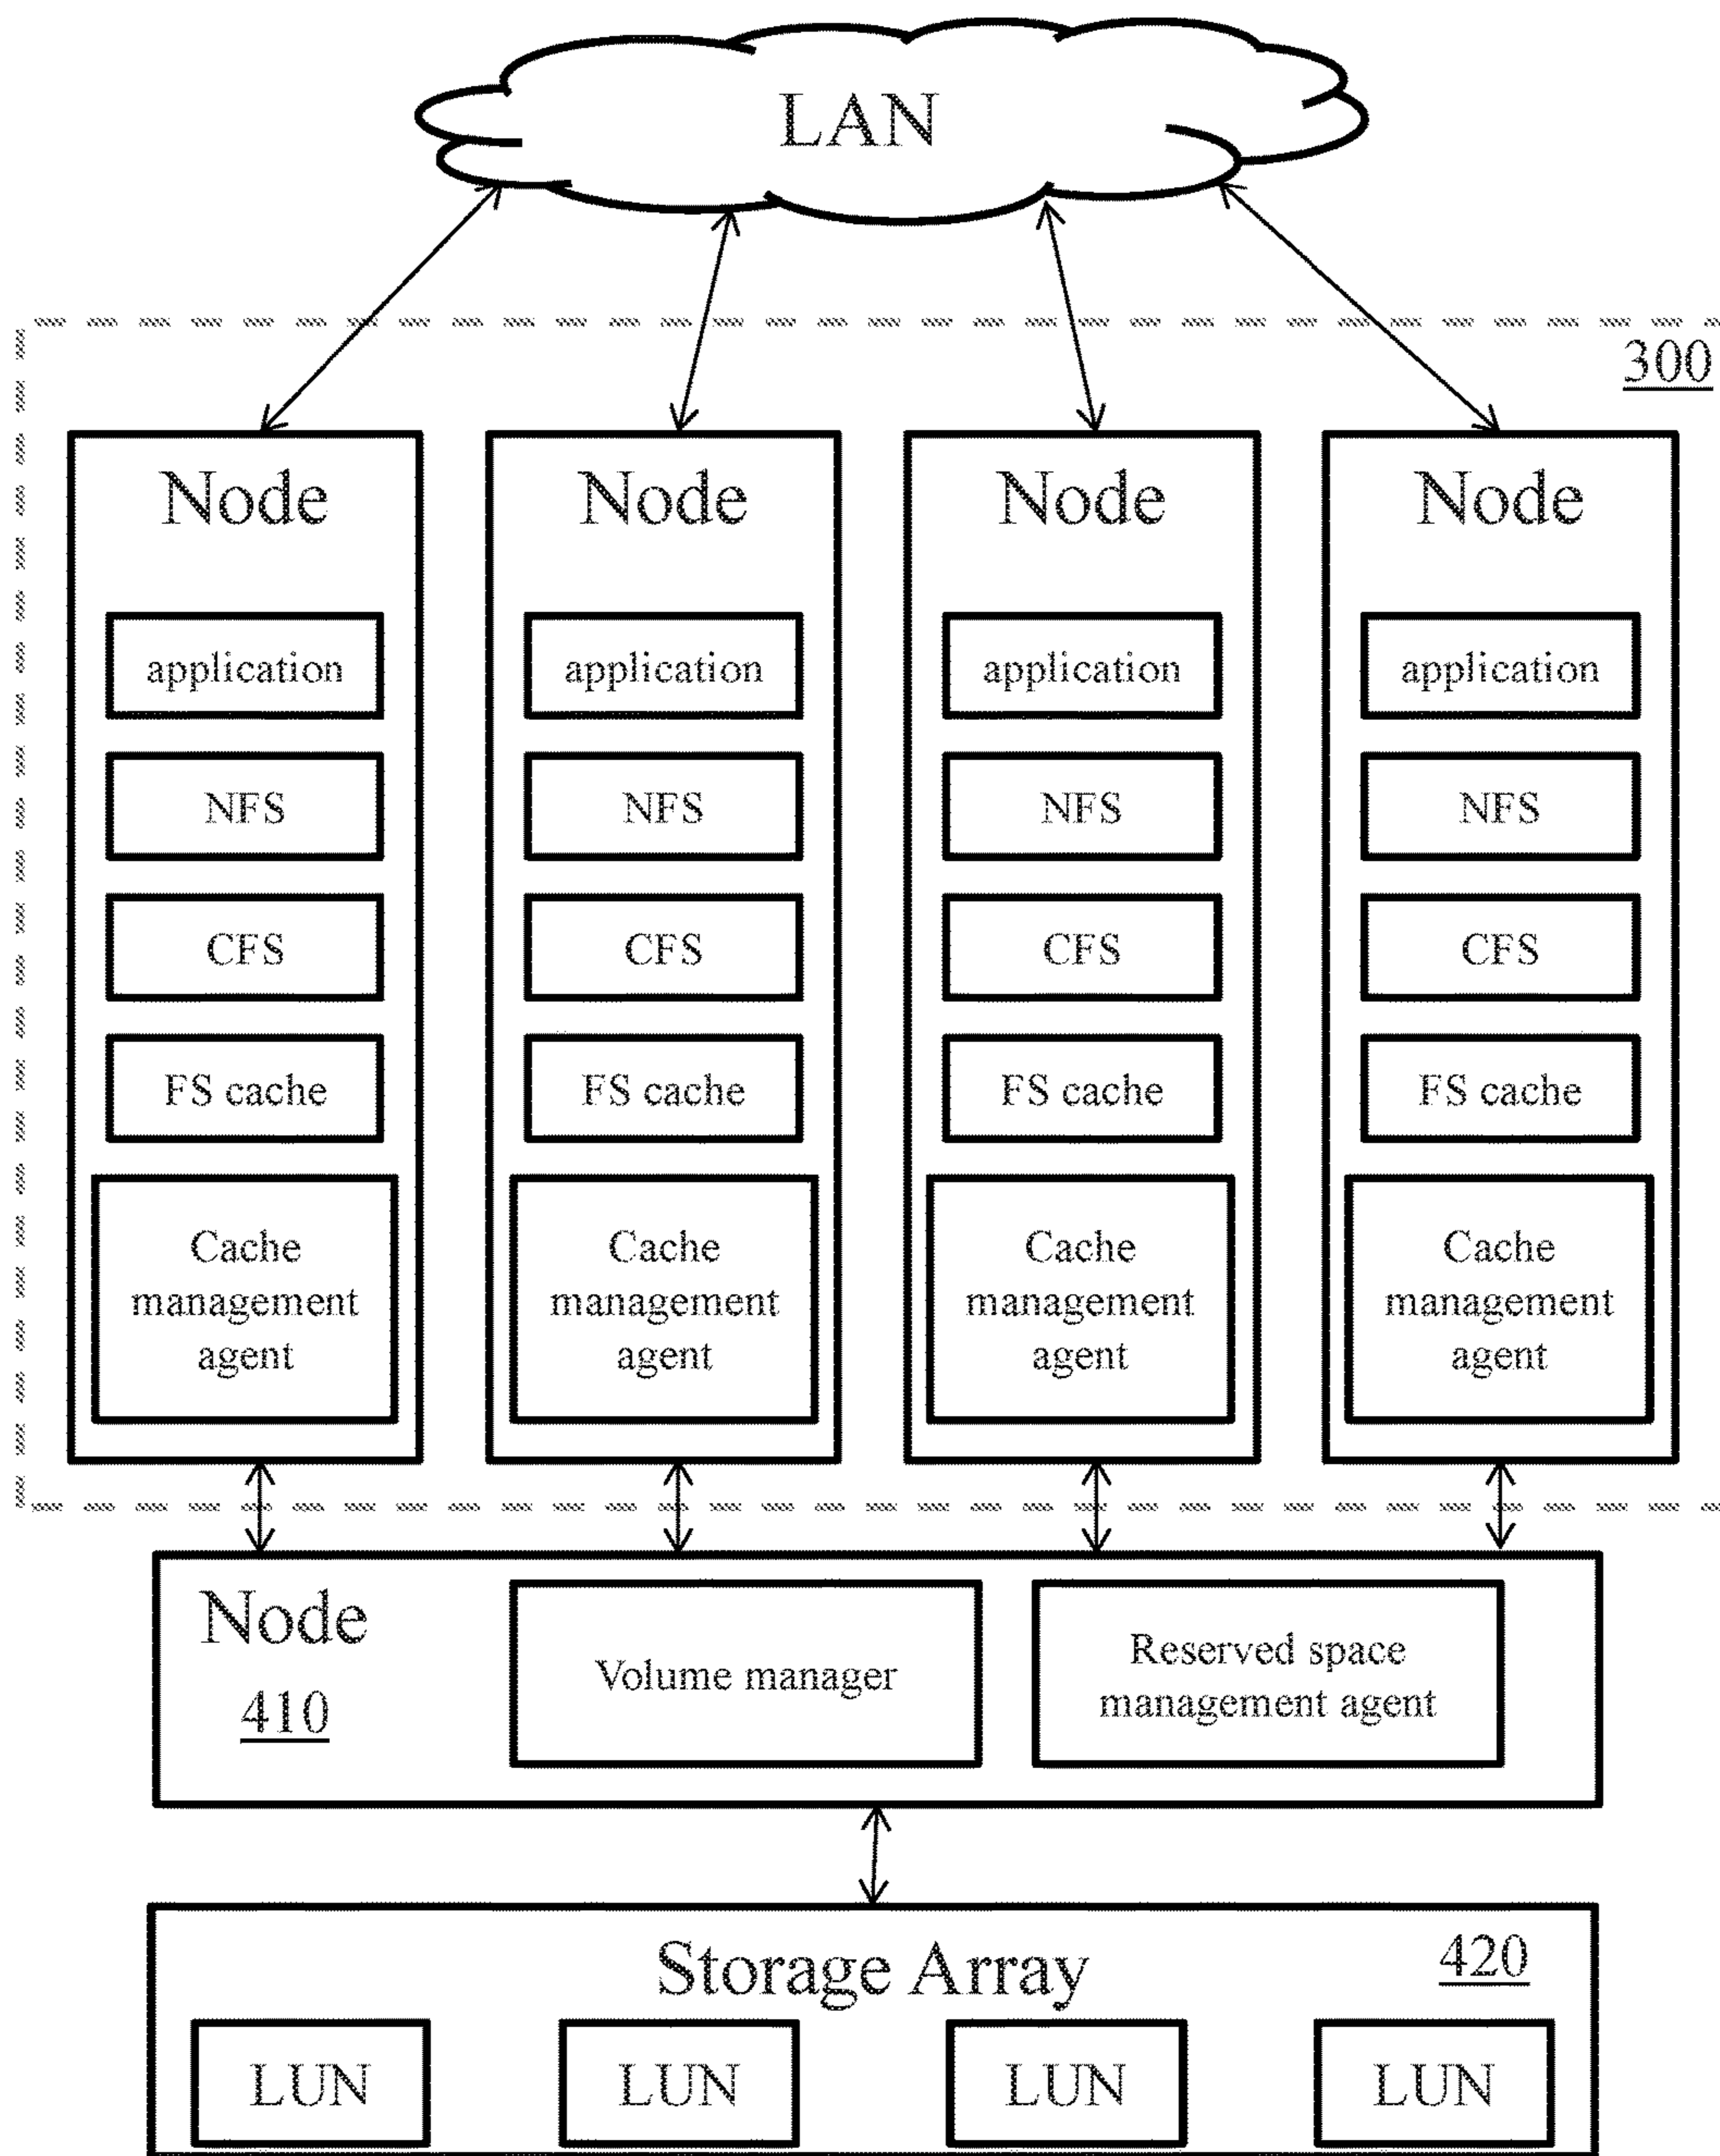 LAN
300
Node Node Node Node
application application application application
NFS NFS NFS NFS
CFS CFS CFS CFS
FS cache FS cache FS cache FS cache
Cache Cache Cache Cache
management management management management
agent agent agent agent
Node
410
Volume manager
Reserved space
management agent
Storage Array
420
LUN LUN LUN LUN